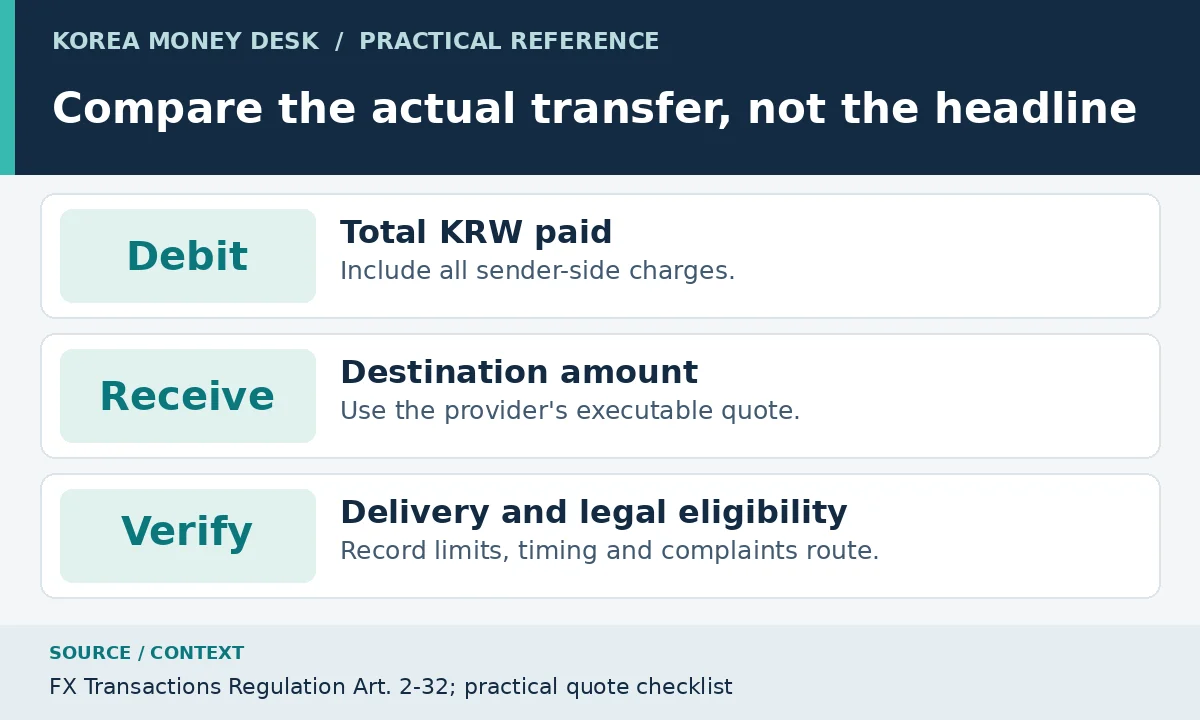 KOREA MONEY DESK / PRACTICAL REFERENCE
Compare the actual transfer, not the headline
Debit
Total KRW paid
Include all sender-side charges.
Receive
Destination amount
Use the provider's executable quote.
Verify
Delivery and legal eligibility
Record limits, timing and complaints route.
SOURCE / CONTEXT
FX Transactions Regulation Art. 2-32; practical quote checklist